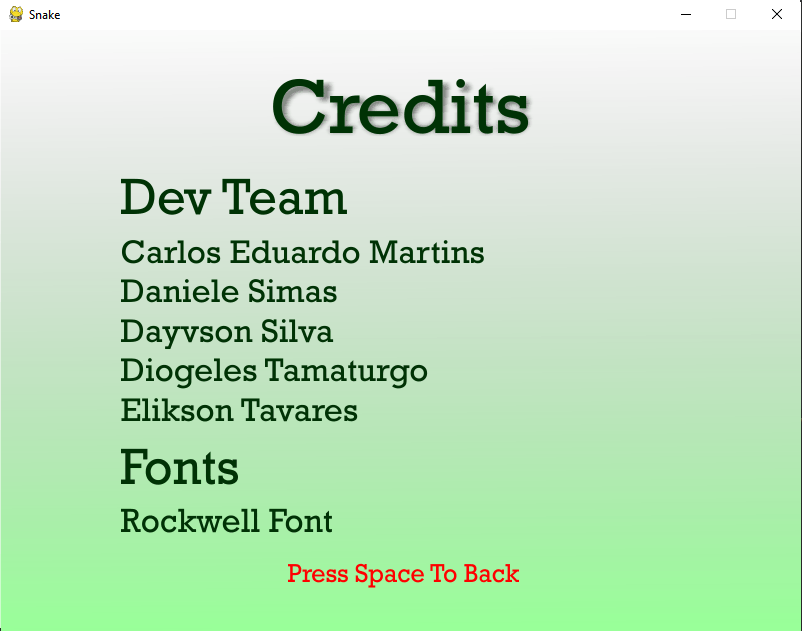 Snake
Credits
Dev Team
Carlos Eduardo Martins
Daniele Simas
Dayvson Silva
Diogeles Tamaturgo
Elikson Tavares
Fonts
Rockwell Font
Press Space To Back